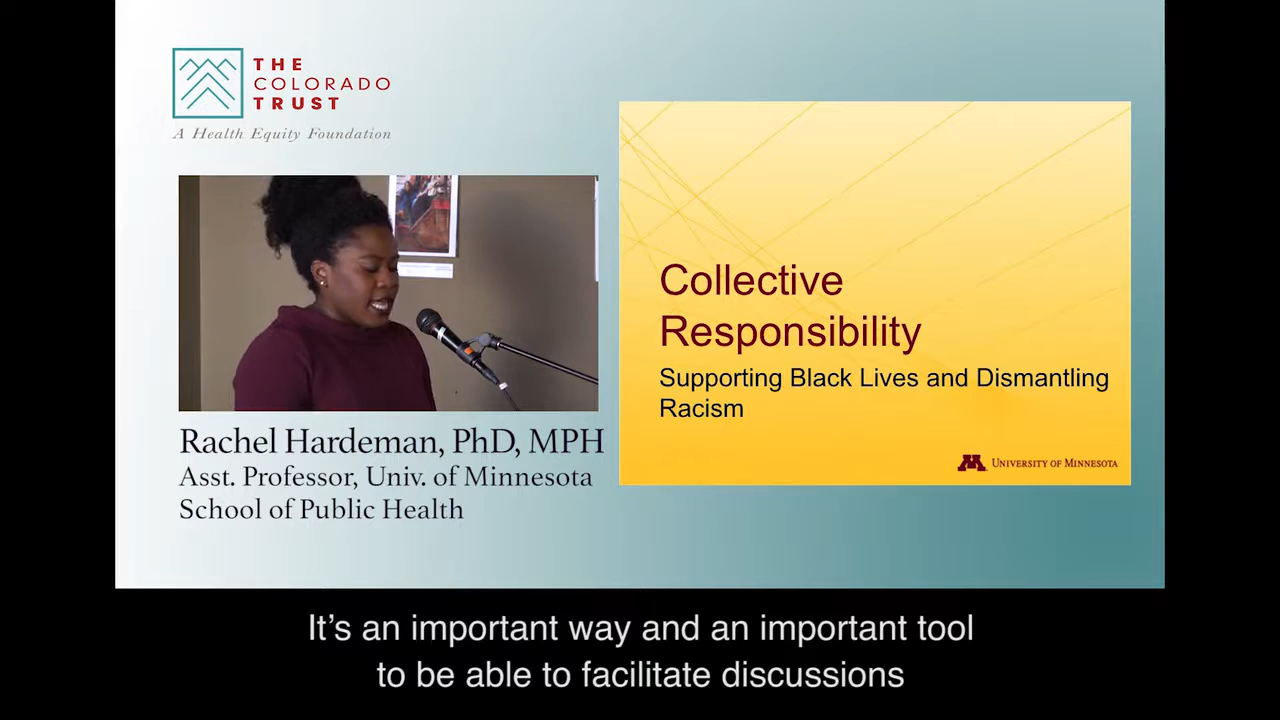 THE
COLORADO
TRUST
A Health Equity Foundation
Rachel Hardeman, PhD, MPH
Asst. Professor, Univ. of Minnesota
School of Public Health
Collective
Responsibility
Supporting Black Lives and Dismantling
Racism
UNIVERSITY OF MINNESOTA
It’s an important way and an important tool
to be able to facilitate discussions